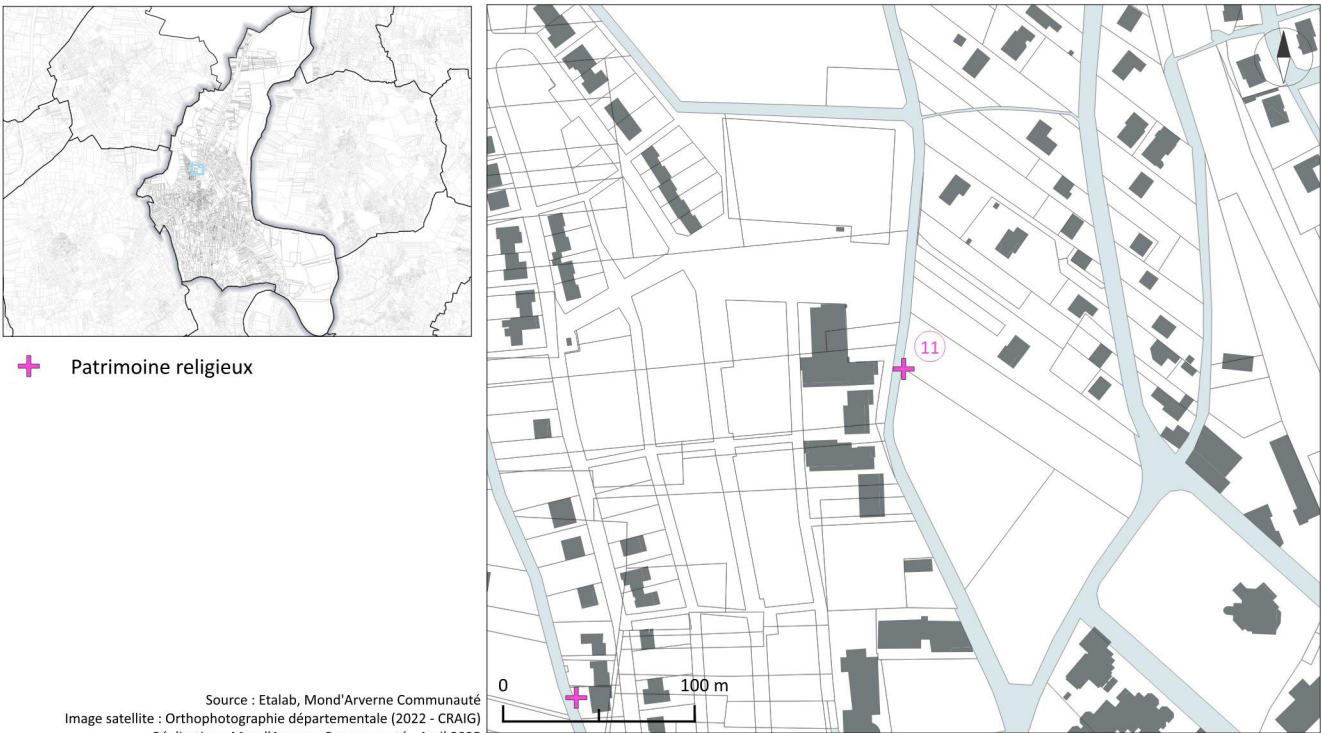 Patrimoine religieux
11
0 100 m
Source : Etalab, Mond'Arverne Communauté
Image satellite : Orthophotographie départementale (2022 - CRAIG)